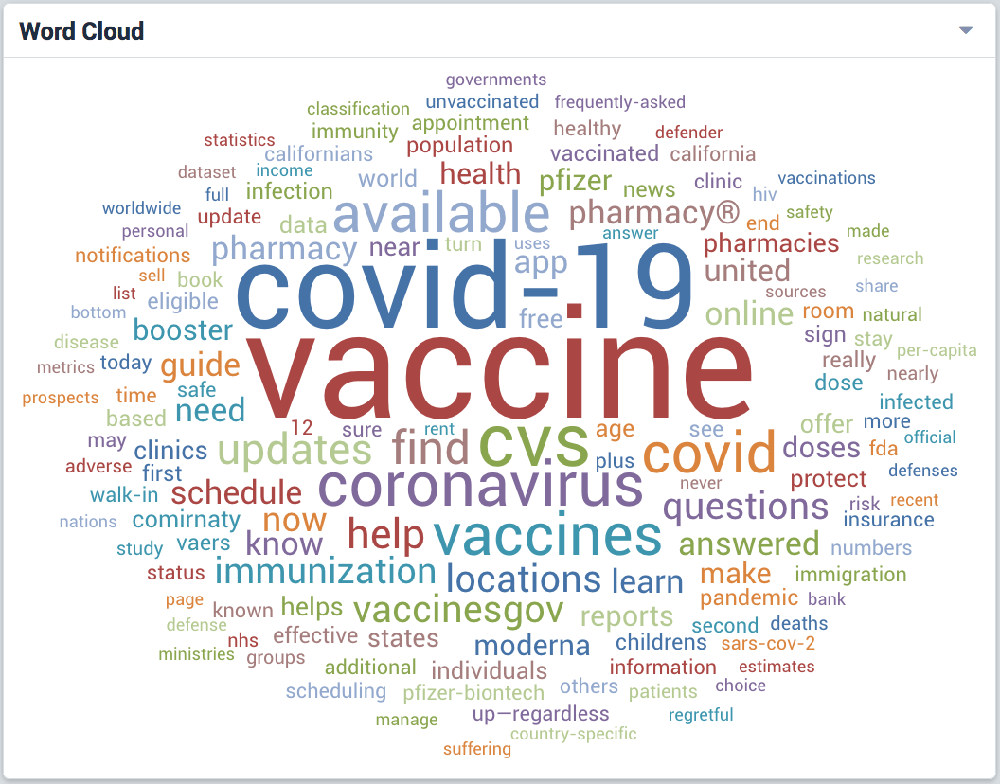 Word Cloud
governments
classification unvaccinated frequently-asked
immunity appointment healthy defender
statistics californians population vaccinated california
dataset income world health pfizer news clinic vaccinations
worldwide full infection available pharmacy® hiv safety
personal update data answer end made
notifications pharmacy near turn uses app pharmacies research
sell book covid-19 united sources share
list eligible free online room natural
bottom booster vaccine sign stay
disease really per-capita
metrics today guide dose nearly
prospects time safe infected
based need 12 sure rent cvs age see offer more
may clinics updates find plus covid doses fda official
adverse first coronavirus never protect defenses
walk-in schedule questions risk recent
nations comirnaty now help vaccines insurance
study vaers know answered numbers
status immunization locations learn make immigration
page known helps vaccinesgov reports pandemic bank
defense second deaths
ministries nhs effective states moderna childrens sars-cov-2
groups additional individuals information estimates
scheduling pfizer-biontech others patients choice
manage up—regardless regretful
country-specific
suffering